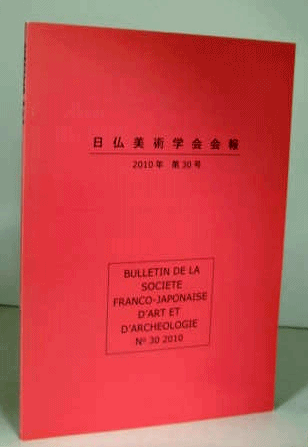 日仏美術学会会報
2010年 第30号
BULLETIN DE LA
SOCIETE
FRANCO-JAPONAISE
D'ART ET
D'ARCHEOLOGIE
Nº 30 2010